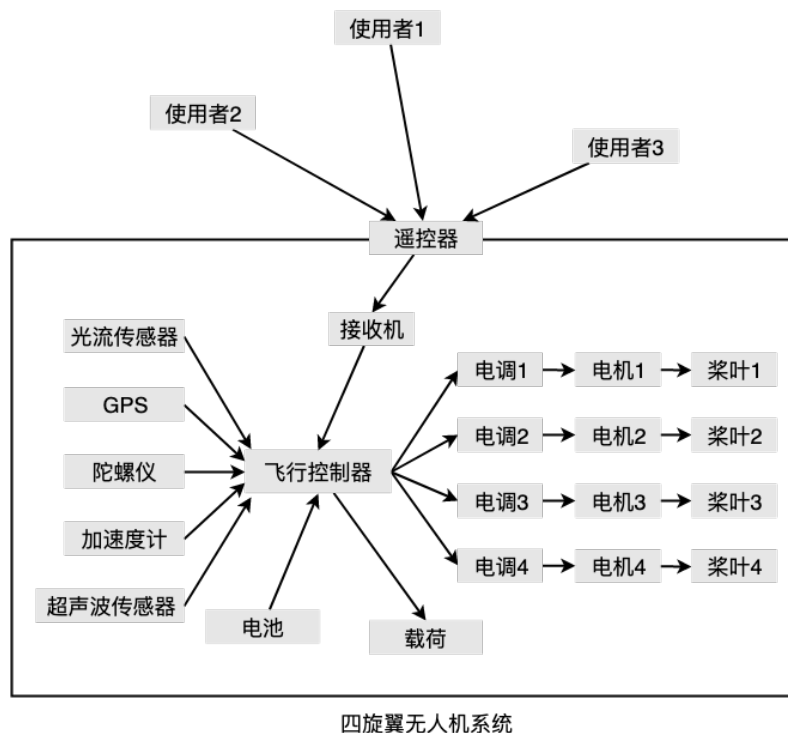 使用者1
使用者2
使用者3
遥控器
接收机
光流传感器
GPS
陀螺仪
加速度计
超声波传感器
飞行控制器
电池
载荷
电调1 电机1 桨叶1
电调2 电机2 桨叶2
电调3 电机3 桨叶3
电调4 电机4 桨叶4
四旋翼无人机系统